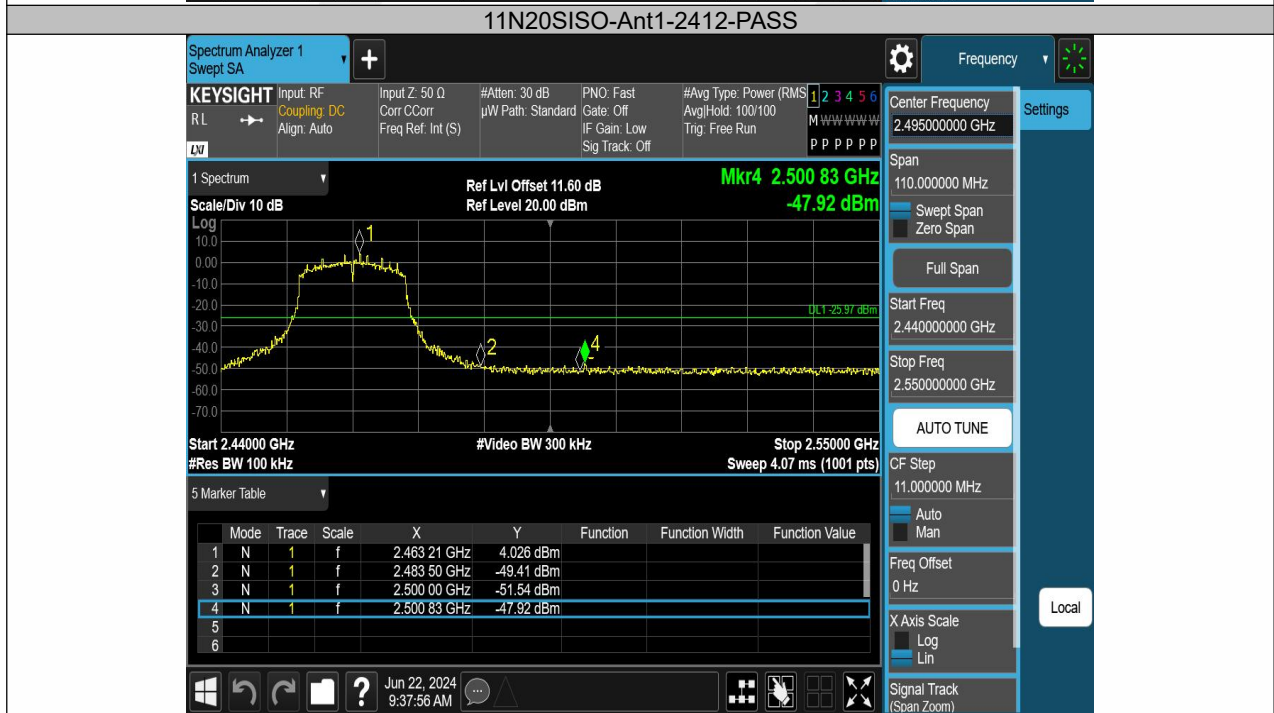 11N20SISO-Ant1-2412-PASS
Spectrum Analyzer 1
Swept SA
+
Frequency
KEYSIGHT
RL
LXI
Input: RF
Coupling: DC
Align: Auto
Input Z: 50 Ω
Corr CCorr
Freq Ref: Int (S)
#Atten: 30 dB
µW Path: Standard
PNO: Fast
Gate: Off
IF Gain: Low
Sig Track: Off
#Avg Type: Power (RMS
Avg|Hold: 100/100
Trig: Free Run
1 2 3 4 5 6
M W W W W W
P P P P P P
1 Spectrum
Scale/Div 10 dB
Ref Lvl Offset 11.60 dB
Ref Level 20.00 dBm
Mkr4 2.500 83 GHz
-47.92 dBm
Log
10.0
0.00
-10.0
-20.0
-30.0
-40.0
-50.0
-60.0
-70.0
1
2
4
DL1 -25.97 dBm
Start 2.44000 GHz
#Res BW 100 kHz
#Video BW 300 kHz
Stop 2.55000 GHz
Sweep 4.07 ms (1001 pts)
5 Marker Table
Mode Trace Scale X Y Function Function Width Function Value
1 N 1 f 2.463 21 GHz 4.026 dBm
2 N 1 f 2.483 50 GHz -49.41 dBm
3 N 1 f 2.500 00 GHz -51.54 dBm
4 N 1 f 2.500 83 GHz -47.92 dBm
5
6
Center Frequency
2.495000000 GHz
Settings
Span
110.000000 MHz
Swept Span
Zero Span
Full Span
Start Freq
2.440000000 GHz
Stop Freq
2.550000000 GHz
AUTO TUNE
CF Step
11.000000 MHz
Auto
Man
Freq Offset
0 Hz
X Axis Scale
Log
Lin
Local
Signal Track
(Span Zoom)
?
Jun 22, 2024
9:37:56 AM